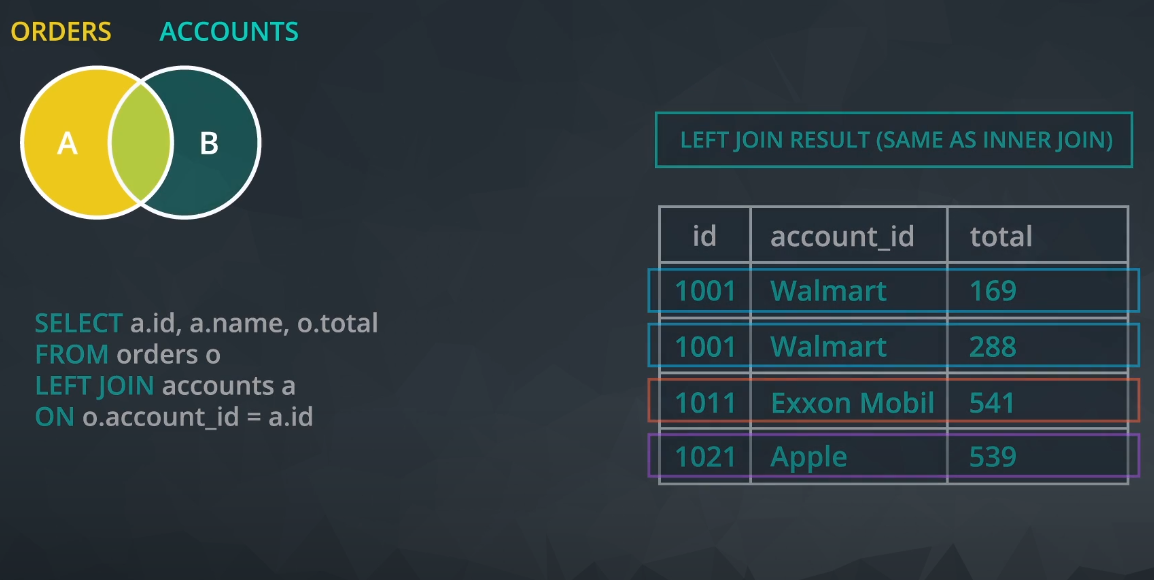 ORDERS ACCOUNTS
A B
LEFT JOIN RESULT (SAME AS INNER JOIN)
SELECT a.id, a.name, o.total
FROM orders o
LEFT JOIN accounts a
ON o.account_id = a.id
id account_id total
1001 Walmart 169
1001 Walmart 288
1011 Exxon Mobil 541
1021 Apple 539